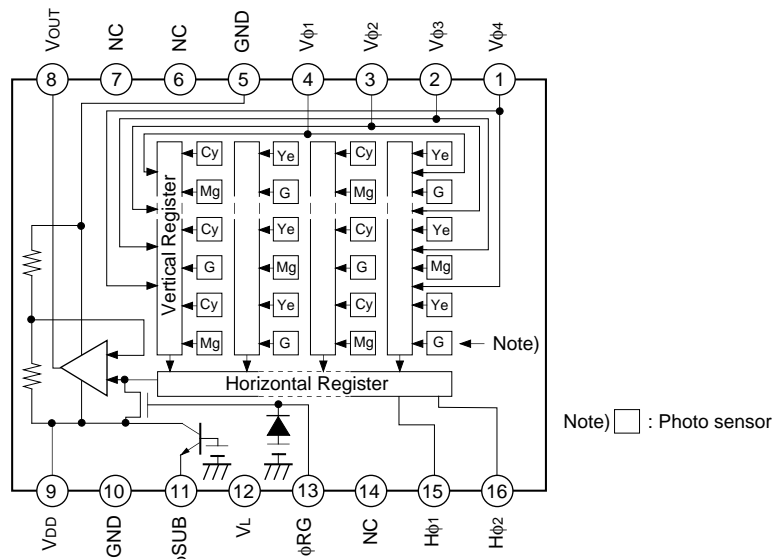 VOUT NC NC GND Vϕ1 Vϕ2 Vϕ3 Vϕ4
8 7 6 5 4 3 2 1
Vertical Register
Cy Ye Cy Ye
Mg G Mg G
Cy Ye Cy Ye
G Mg G Mg
Cy Ye Cy Ye
Mg G Mg G
Note)
Horizontal Register
Note) : Photo sensor
9 10 11 12 13 14 15 16
VDD GND ϕSUB VL ϕRG NC Hϕ1 Hϕ2